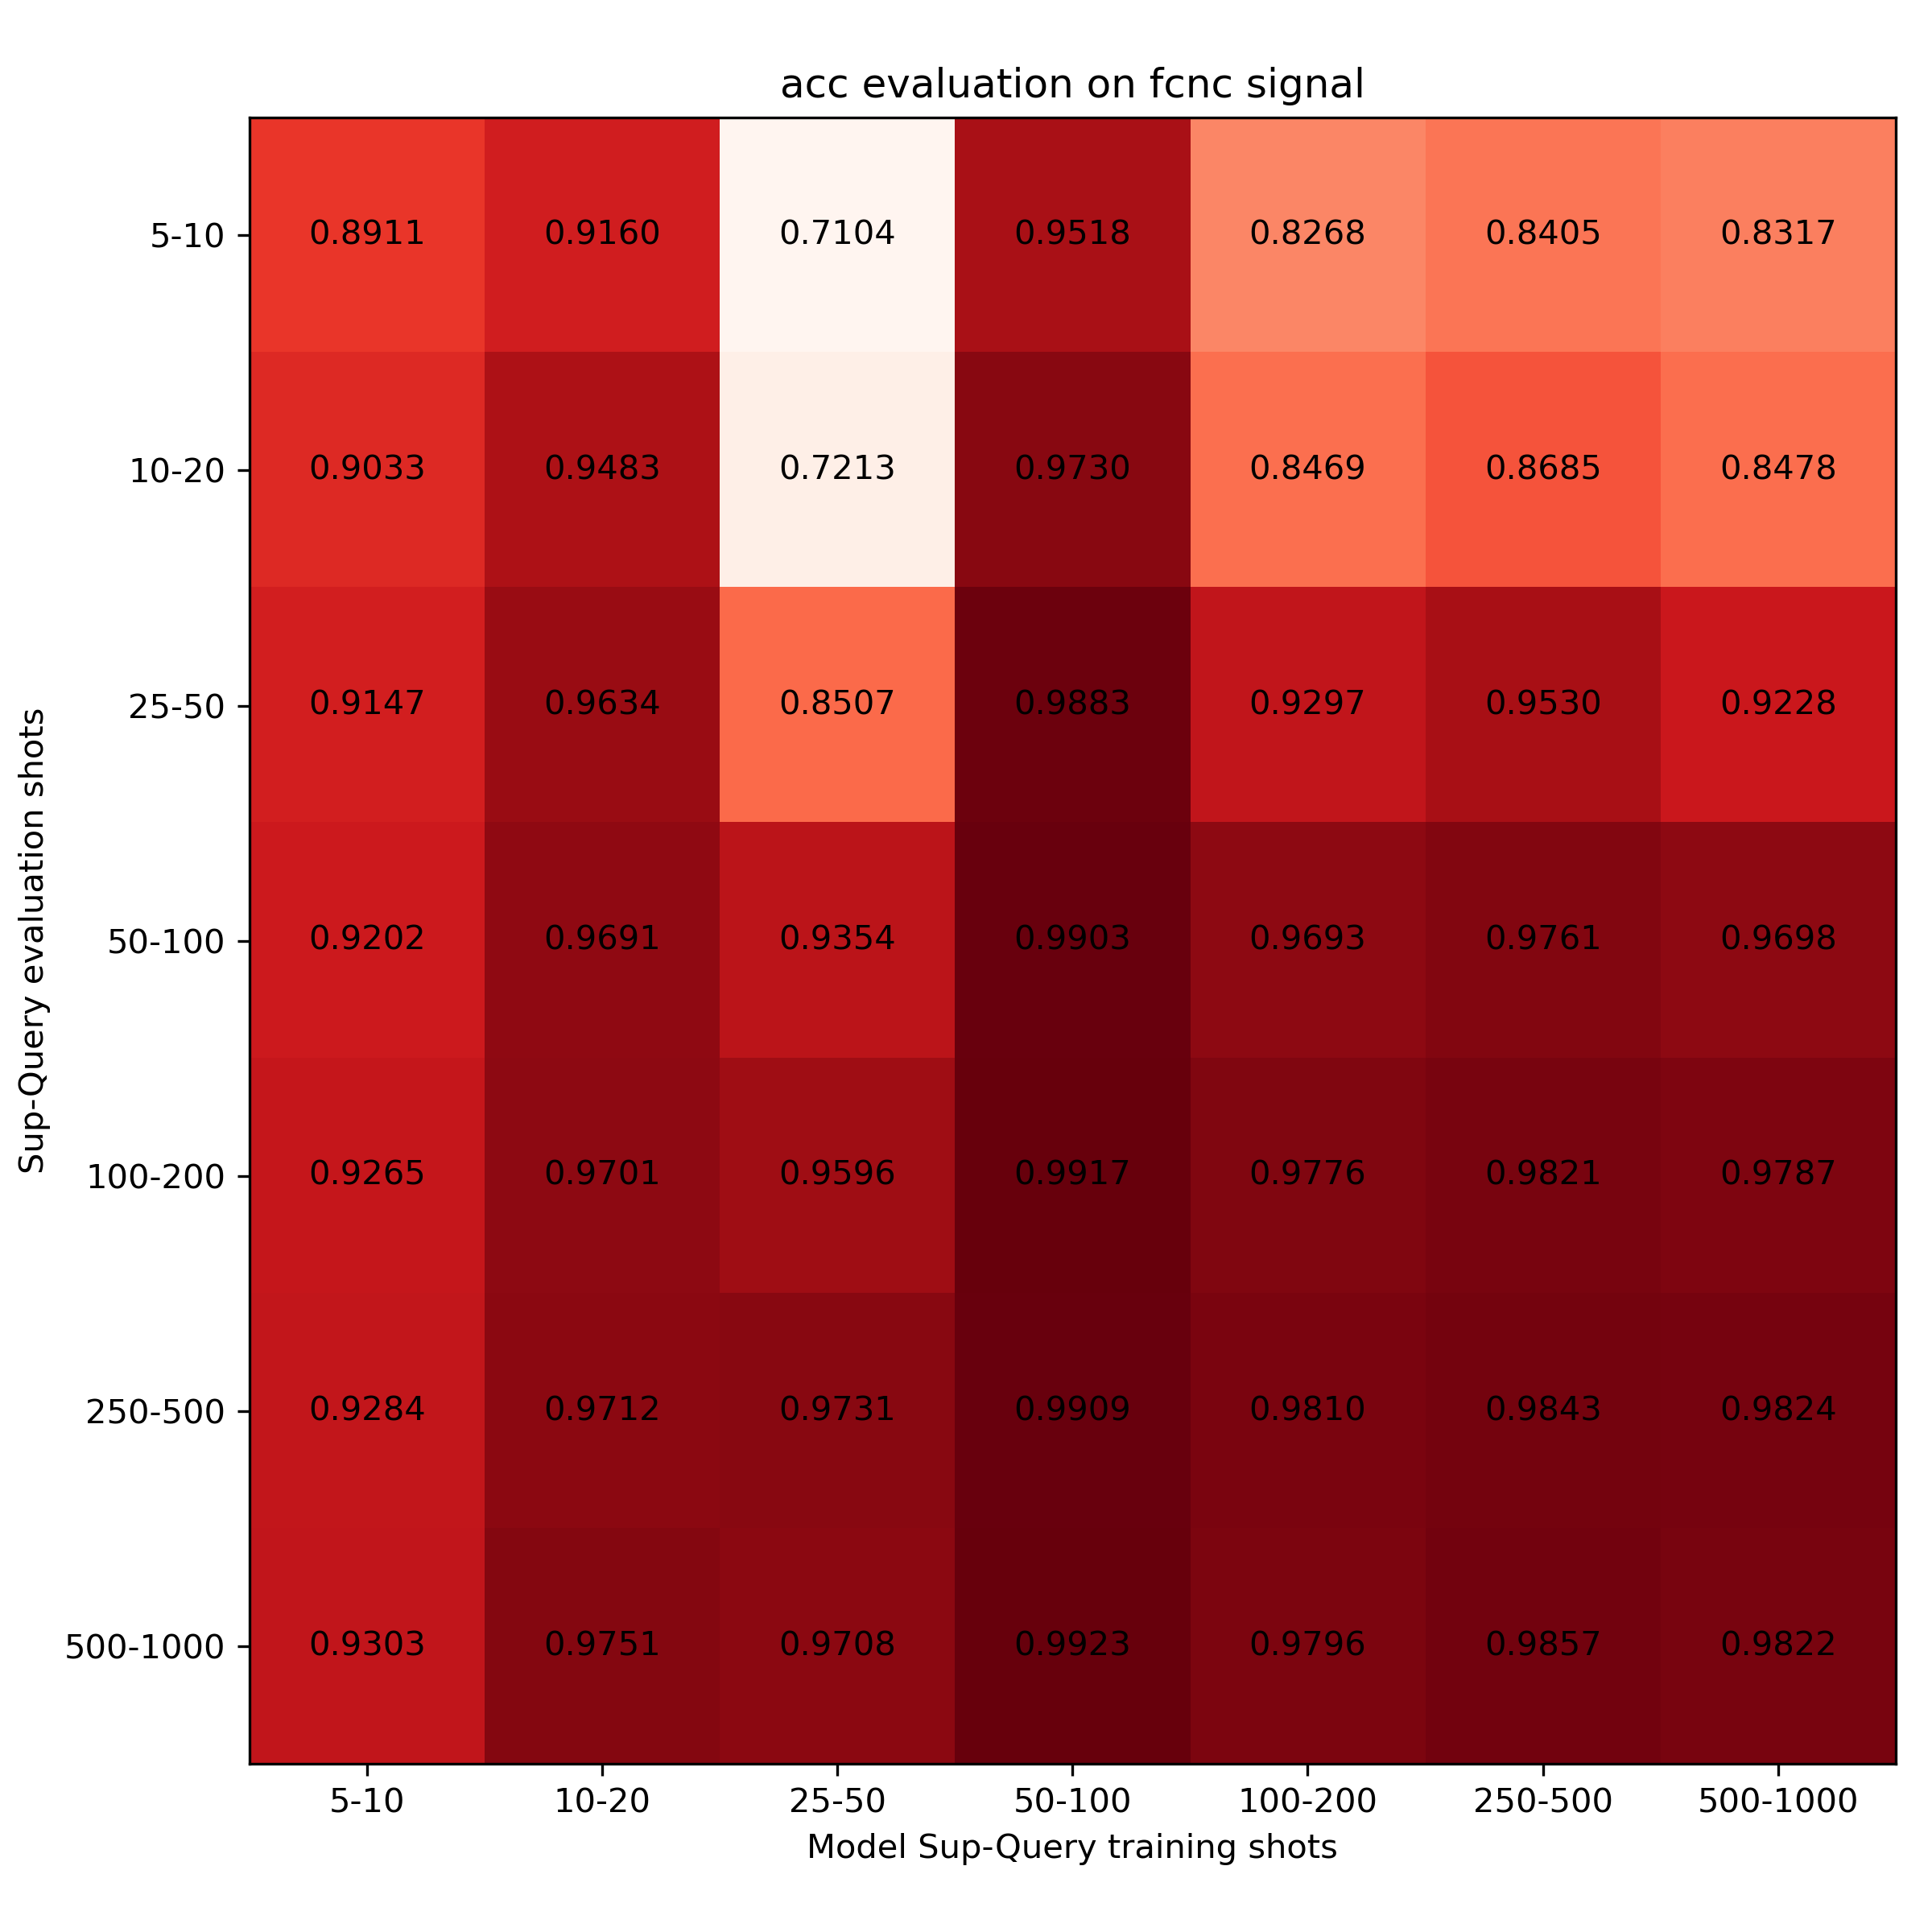 acc evaluation on fcnc signal
5-10 0.8911 0.9160 0.7104 0.9518 0.8268 0.8405 0.8317
10-20 0.9033 0.9483 0.7213 0.9730 0.8469 0.8685 0.8478
25-50 0.9147 0.9634 0.8507 0.9883 0.9297 0.9530 0.9228
50-100 0.9202 0.9691 0.9354 0.9903 0.9693 0.9761 0.9698
100-200 0.9265 0.9701 0.9596 0.9917 0.9776 0.9821 0.9787
250-500 0.9284 0.9712 0.9731 0.9909 0.9810 0.9843 0.9824
500-1000 0.9303 0.9751 0.9708 0.9923 0.9796 0.9857 0.9822
5-10 10-20 25-50 50-100 100-200 250-500 500-1000
Model Sup-Query training shots
Sup-Query evaluation shots